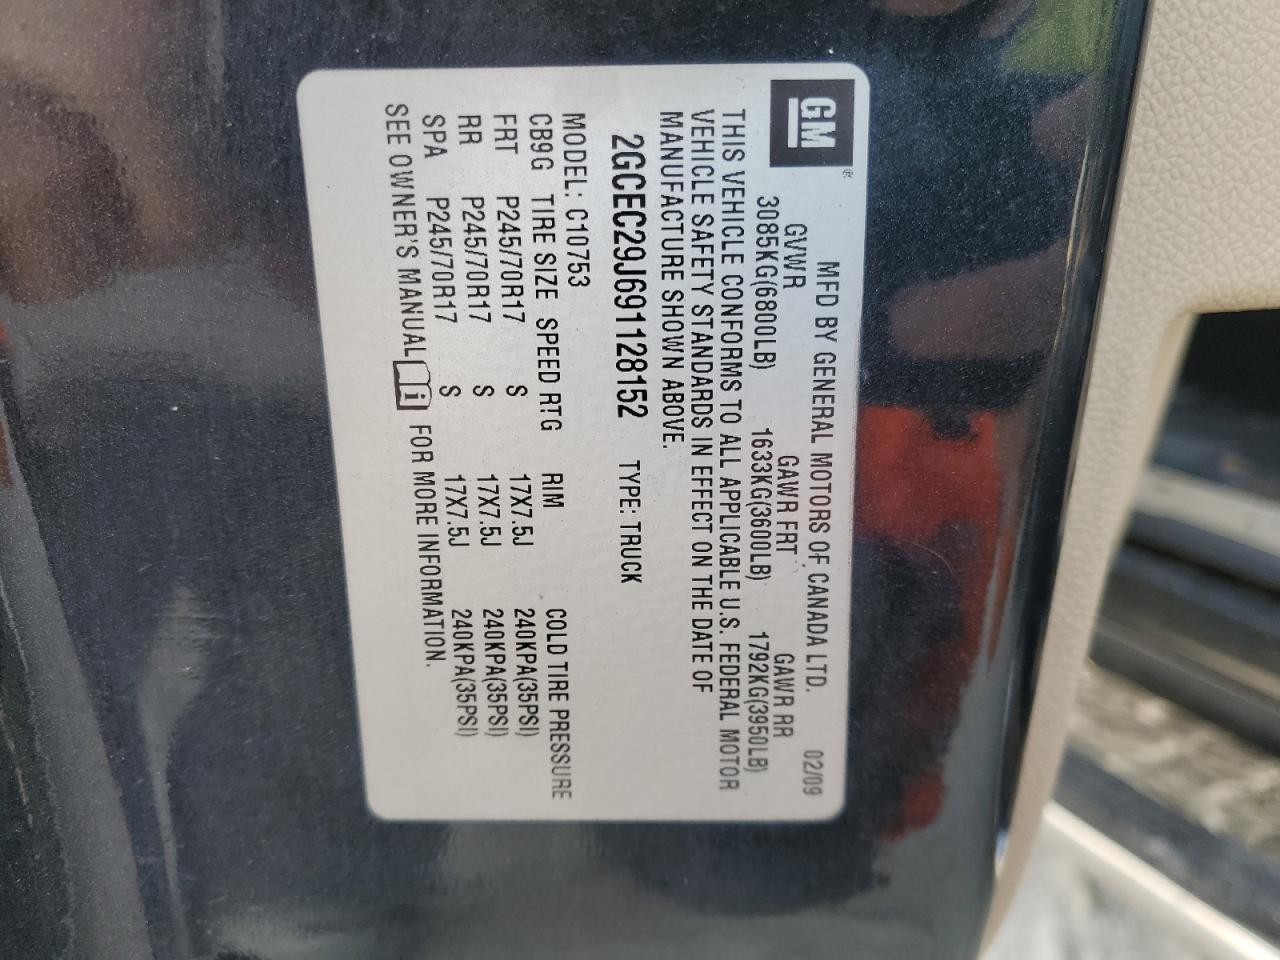 GM®
MFD BY GENERAL MOTORS OF CANADA LTD. 02/09
GVWR GAWR FRT GAWR RR
3085KG(6800LB) 1633KG(3600LB) 1792KG(3950LB)
THIS VEHICLE CONFORMS TO ALL APPLICABLE U.S. FEDERAL MOTOR
VEHICLE SAFETY STANDARDS IN EFFECT ON THE DATE OF
MANUFACTURE SHOWN ABOVE.
2GCEC29J691128152 TYPE: TRUCK
MODEL: C10753
CB9G TIRE SIZE SPEED RTG RIM COLD TIRE PRESSURE
FRT P245/70R17 S 17X7.5J 240KPA(35PSI)
RR P245/70R17 S 17X7.5J 240KPA(35PSI)
SPA P245/70R17 S 17X7.5J 240KPA(35PSI)
SEE OWNER'S MANUAL i FOR MORE INFORMATION.